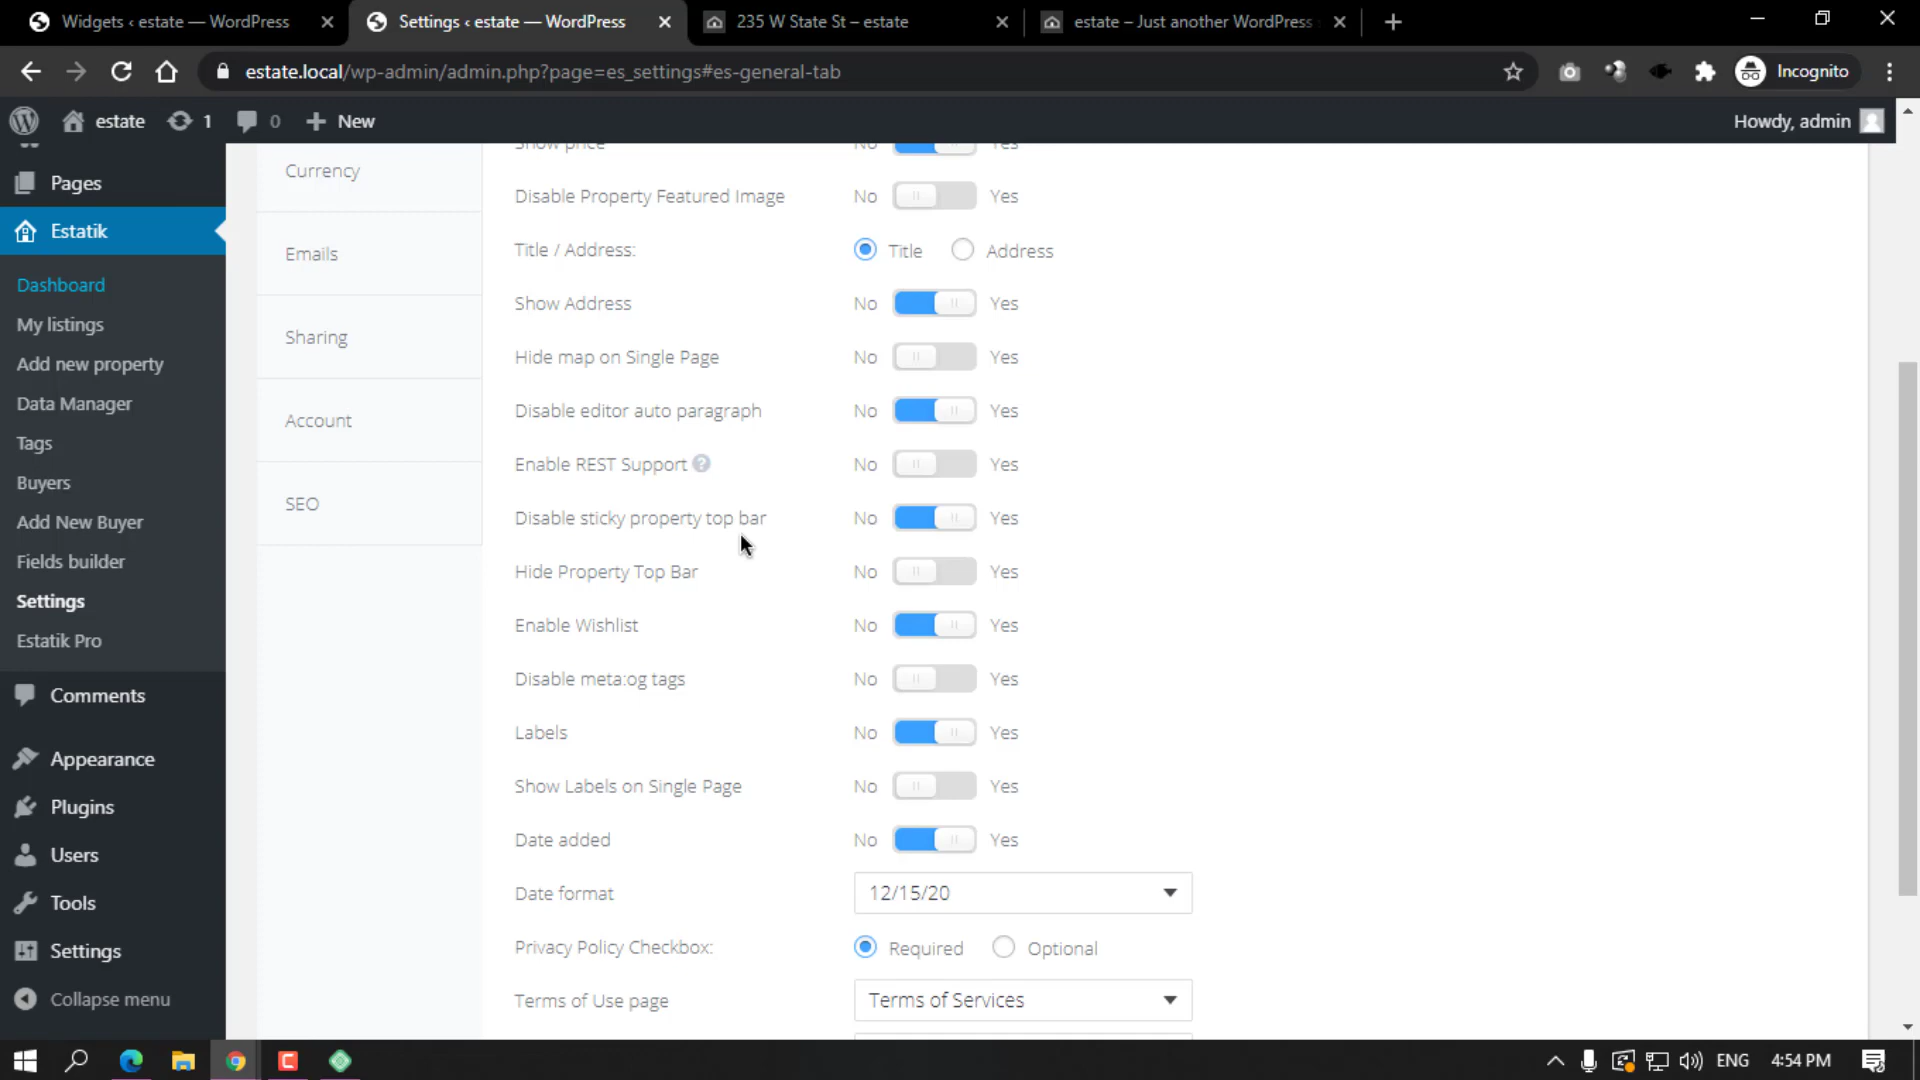 Widgets ‹ estate — WordPress
Settings ‹ estate — WordPress
235 W State St – estate
estate – Just another WordPress
estate.local/wp-admin/admin.php?page=es_settings#es-general-tab
Incognito
estate
1
0
New
Howdy, admin
Pages
Estatik
Dashboard
My listings
Add new property
Data Manager
Tags
Buyers
Add New Buyer
Fields builder
Settings
Estatik Pro
Comments
Appearance
Plugins
Users
Tools
Settings
Collapse menu
Currency
Emails
Sharing
Account
SEO
Show price No Yes
Disable Property Featured Image No Yes
Title / Address: Title Address
Show Address No Yes
Hide map on Single Page No Yes
Disable editor auto paragraph No Yes
Enable REST Support ? No Yes
Disable sticky property top bar No Yes
Hide Property Top Bar No Yes
Enable Wishlist No Yes
Disable meta:og tags No Yes
Labels No Yes
Show Labels on Single Page No Yes
Date added No Yes
Date format 12/15/20
Privacy Policy Checkbox: Required Optional
Terms of Use page Terms of Services
ENG
4:54 PM